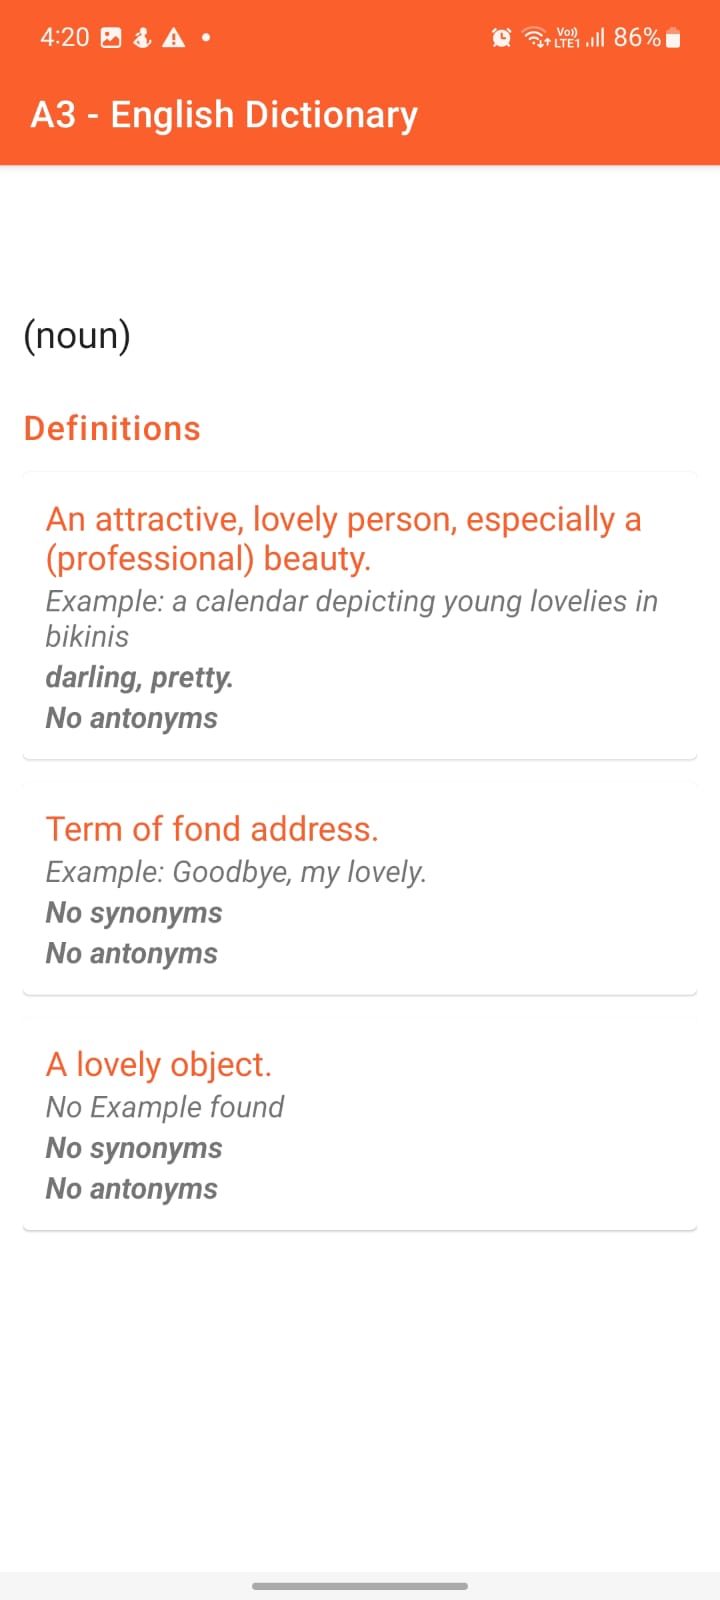 4:20
Vo)) LTE1 86%
A3 - English Dictionary
(noun)
Definitions
An attractive, lovely person, especially a
(professional) beauty.
Example: a calendar depicting young lovelies in
bikinis
darling, pretty.
No antonyms
Term of fond address.
Example: Goodbye, my lovely.
No synonyms
No antonyms
A lovely object.
No Example found
No synonyms
No antonyms